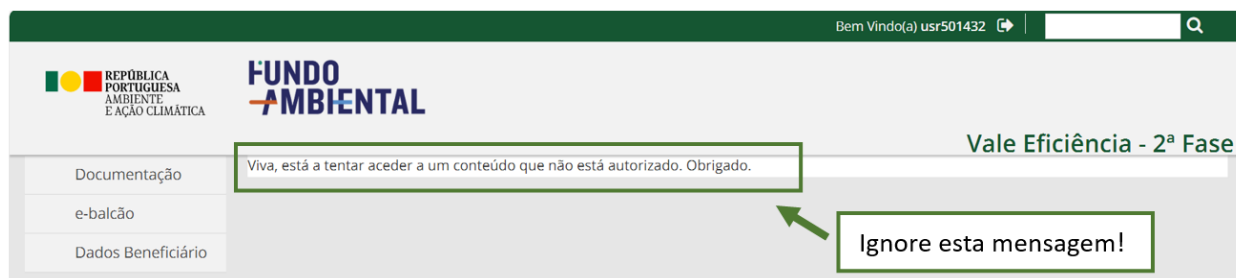 Bem Vindo(a) usr501432
REPÚBLICA
PORTUGUESA
AMBIENTE
E AÇÃO CLIMÁTICA
FUNDO
AMBIENTAL
Vale Eficiência - 2ª Fase
Documentação
e-balcão
Dados Beneficiário
Viva, está a tentar aceder a um conteúdo que não está autorizado. Obrigado.
Ignore esta mensagem!